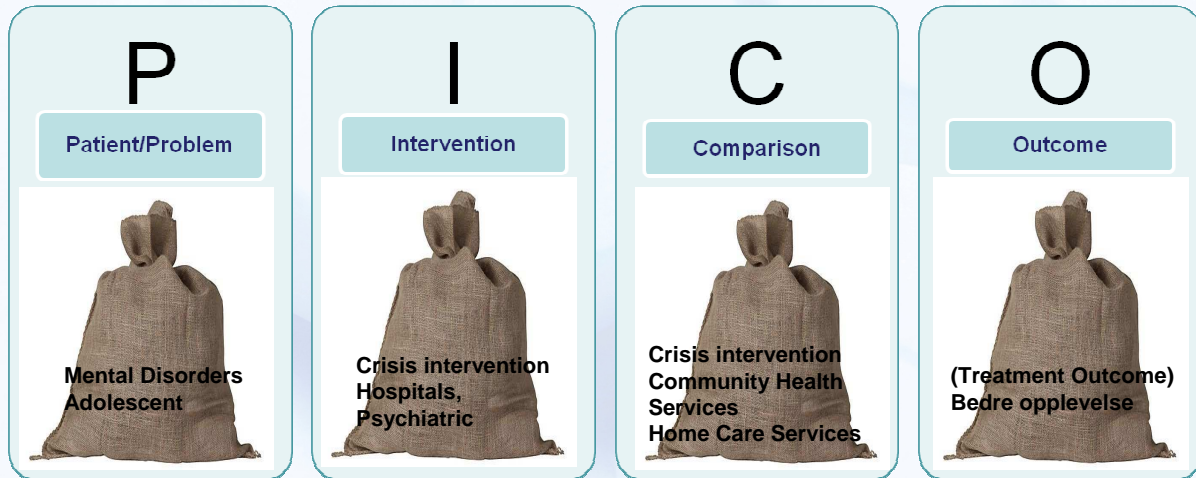 P
Patient/Problem
Mental Disorders
Adolescent
I
Intervention
Crisis intervention
Hospitals,
Psychiatric
C
Comparison
Crisis intervention
Community Health
Services
Home Care Services
O
Outcome
(Treatment Outcome)
Bedre opplevelse